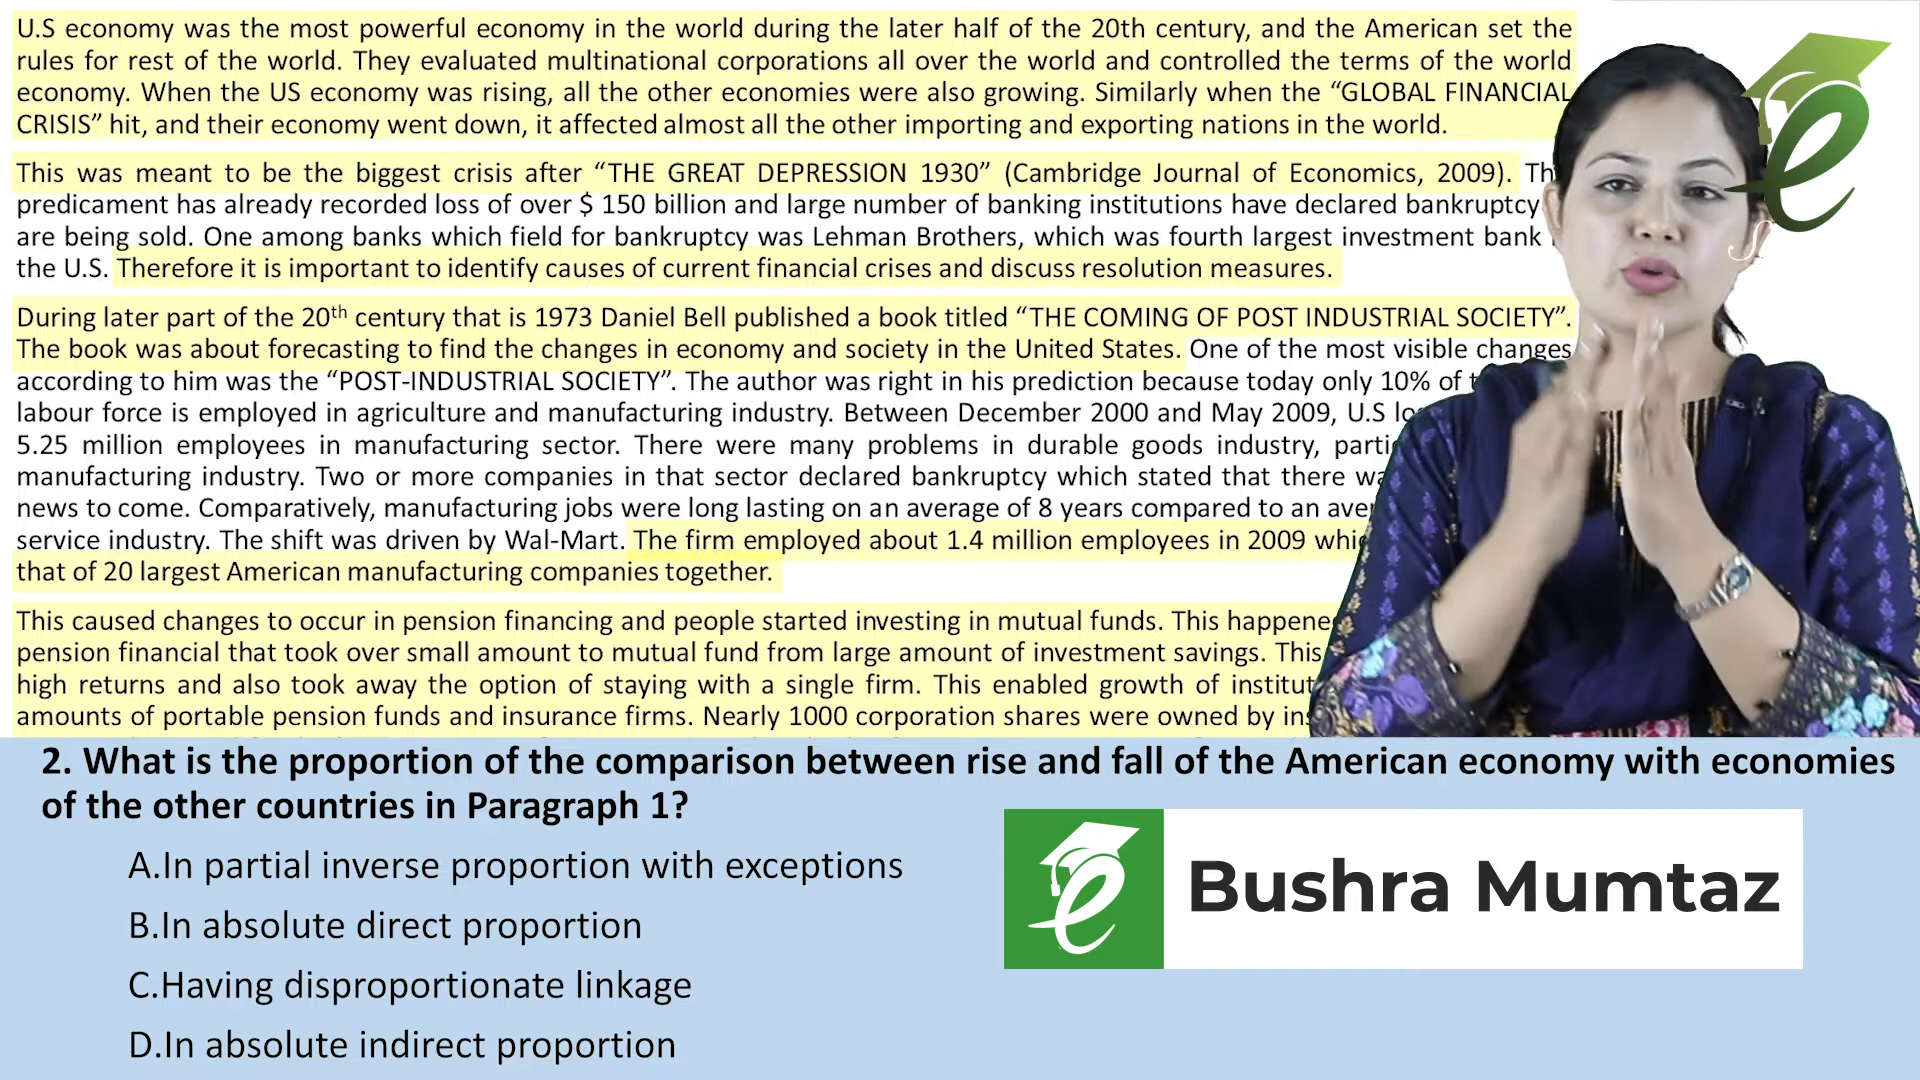 U.S economy was the most powerful economy in the world during the later half of the 20th century, and the American set the
rules for rest of the world. They evaluated multinational corporations all over the world and controlled the terms of the world
economy. When the US economy was rising, all the other economies were also growing. Similarly when the “GLOBAL FINANCIAL
CRISIS” hit, and their economy went down, it affected almost all the other importing and exporting nations in the world.
This was meant to be the biggest crisis after “THE GREAT DEPRESSION 1930” (Cambridge Journal of Economics, 2009).
predicament has already recorded loss of over $ 150 billion and large number of banking institutions have declared bankruptcy
are being sold. One among banks which field for bankruptcy was Lehman Brothers, which was fourth largest investment bank
the U.S. Therefore it is important to identify causes of current financial crises and discuss resolution measures.
During later part of the 20th century that is 1973 Daniel Bell published a book titled “THE COMING OF POST INDUSTRIAL SOCIETY”.
The book was about forecasting to find the changes in economy and society in the United States. One of the most visible changes
according to him was the “POST-INDUSTRIAL SOCIETY”. The author was right in his prediction because today only 10% of
labour force is employed in agriculture and manufacturing industry. Between December 2000 and May 2009, U.S
5.25 million employees in manufacturing sector. There were many problems in durable goods industry,
manufacturing industry. Two or more companies in that sector declared bankruptcy which stated that there
news to come. Comparatively, manufacturing jobs were long lasting on an average of 8 years compared to an
service industry. The shift was driven by Wal-Mart. The firm employed about 1.4 million employees in 2009
that of 20 largest American manufacturing companies together.
This caused changes to occur in pension financing and people started investing in mutual funds. This
pension financial that took over small amount to mutual fund from large amount of investment savings. This
high returns and also took away the option of staying with a single firm. This enabled growth of
amounts of portable pension funds and insurance firms. Nearly 1000 corporation shares were owned by
2. What is the proportion of the comparison between rise and fall of the American economy with economies
of the other countries in Paragraph 1?
A.In partial inverse proportion with exceptions
B.In absolute direct proportion
C.Having disproportionate linkage
D.In absolute indirect proportion
Bushra Mumtaz